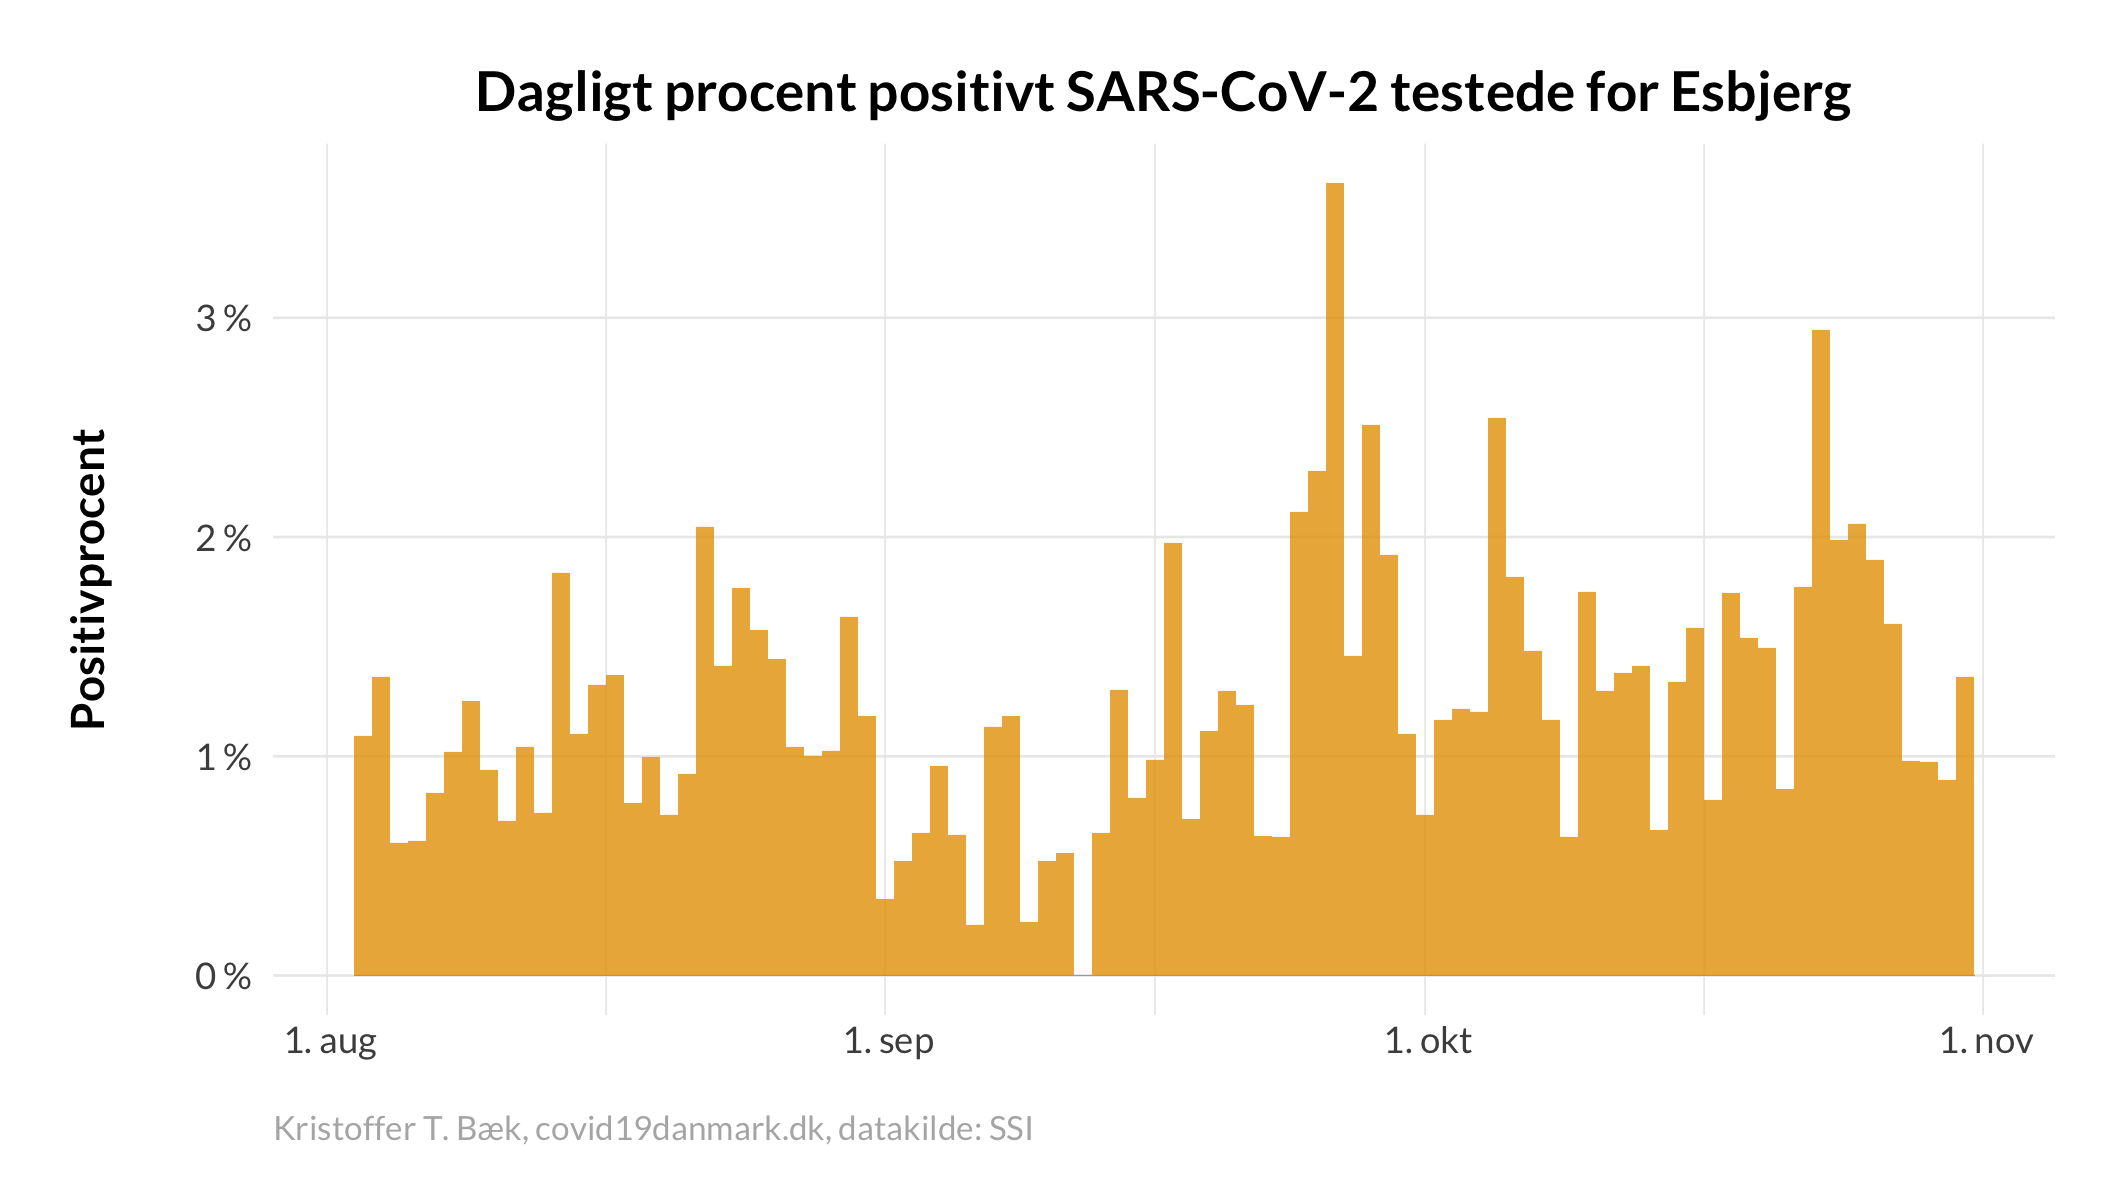 Dagligt procent positivt SARS-CoV-2 testede for Esbjerg
Positivprocent
3 %
2 %
1 %
0 %
1. aug
1. sep
1. okt
1. nov
Kristoffer T. Bæk, covid19danmark.dk, datakilde: SSI